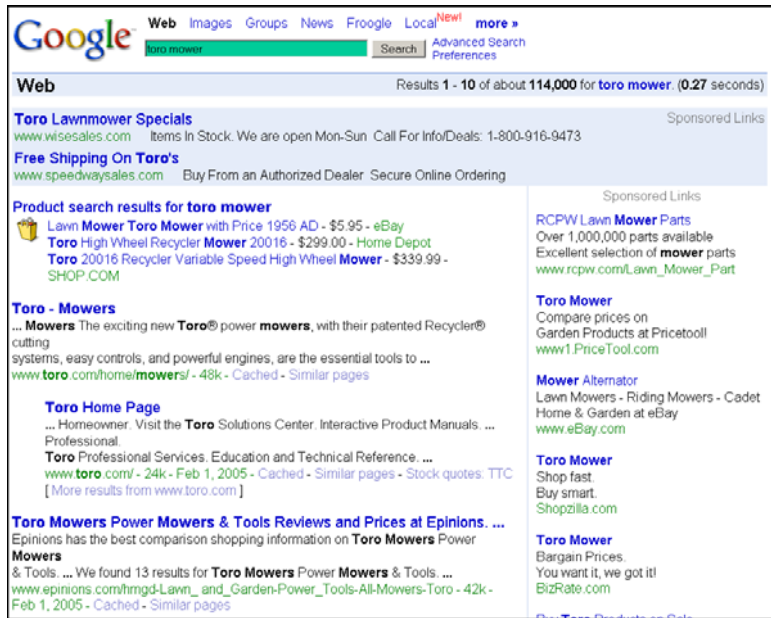 Google
Web Images Groups News Froogle Local New! more »
toro mower Search Advanced Search
Preferences
Web Results 1 - 10 of about 114,000 for toro mower. (0.27 seconds)
Toro Lawnmower Specials Sponsored Links
www.wisesales.com Items In Stock. We are open Mon-Sun Call For Info/Deals: 1-800-916-9473
Free Shipping On Toro's
www.speedwaysales.com Buy From an Authorized Dealer Secure Online Ordering
Product search results for toro mower
Lawn Mower Toro Mower with Price 1956 AD - $5.95 - eBay
Toro High Wheel Recycler Mower 20016 - $299.00 - Home Depot
Toro 20016 Recycler Variable Speed High Wheel Mower - $339.99 -
SHOP.COM
Toro - Mowers
... Mowers The exciting new Toro® power mowers, with their patented Recycler®
cutting
systems, easy controls, and powerful engines, are the essential tools to ...
www.toro.com/home/mowers/ - 48k - Cached - Similar pages
Toro Home Page
... Homeowner. Visit the Toro Solutions Center. Interactive Product Manuals. ...
Professional.
Toro Professional Services. Education and Technical Reference. ...
www.toro.com/ - 24k - Feb 1, 2005 - Cached - Similar pages - Stock quotes: TTC
[ More results from www.toro.com ]
Toro Mowers Power Mowers & Tools Reviews and Prices at Epinions. ...
Epinions has the best comparison shopping information on Toro Mowers Power
Mowers
& Tools. ... We found 13 results for Toro Mowers Power Mowers & Tools. ...
www.epinions.com/hmgd-Lawn_ and_Garden-Power_Tools-All-Mowers-Toro - 42k -
Feb 1, 2005 - Cached - Similar pages
Sponsored Links
RCPW Lawn Mower Parts
Over 1,000,000 parts available
Excellent selection of mower parts
www.rcpw.com/Lawn_Mower_Part
Toro Mower
Compare prices on
Garden Products at Pricetool!
www1.PriceTool.com
Mower Alternator
Lawn Mowers - Riding Mowers - Cadet
Home & Garden at eBay
www.eBay.com
Toro Mower
Shop fast.
Buy smart.
Shopzilla.com
Toro Mower
Bargain Prices.
You want it, we got it!
BizRate.com